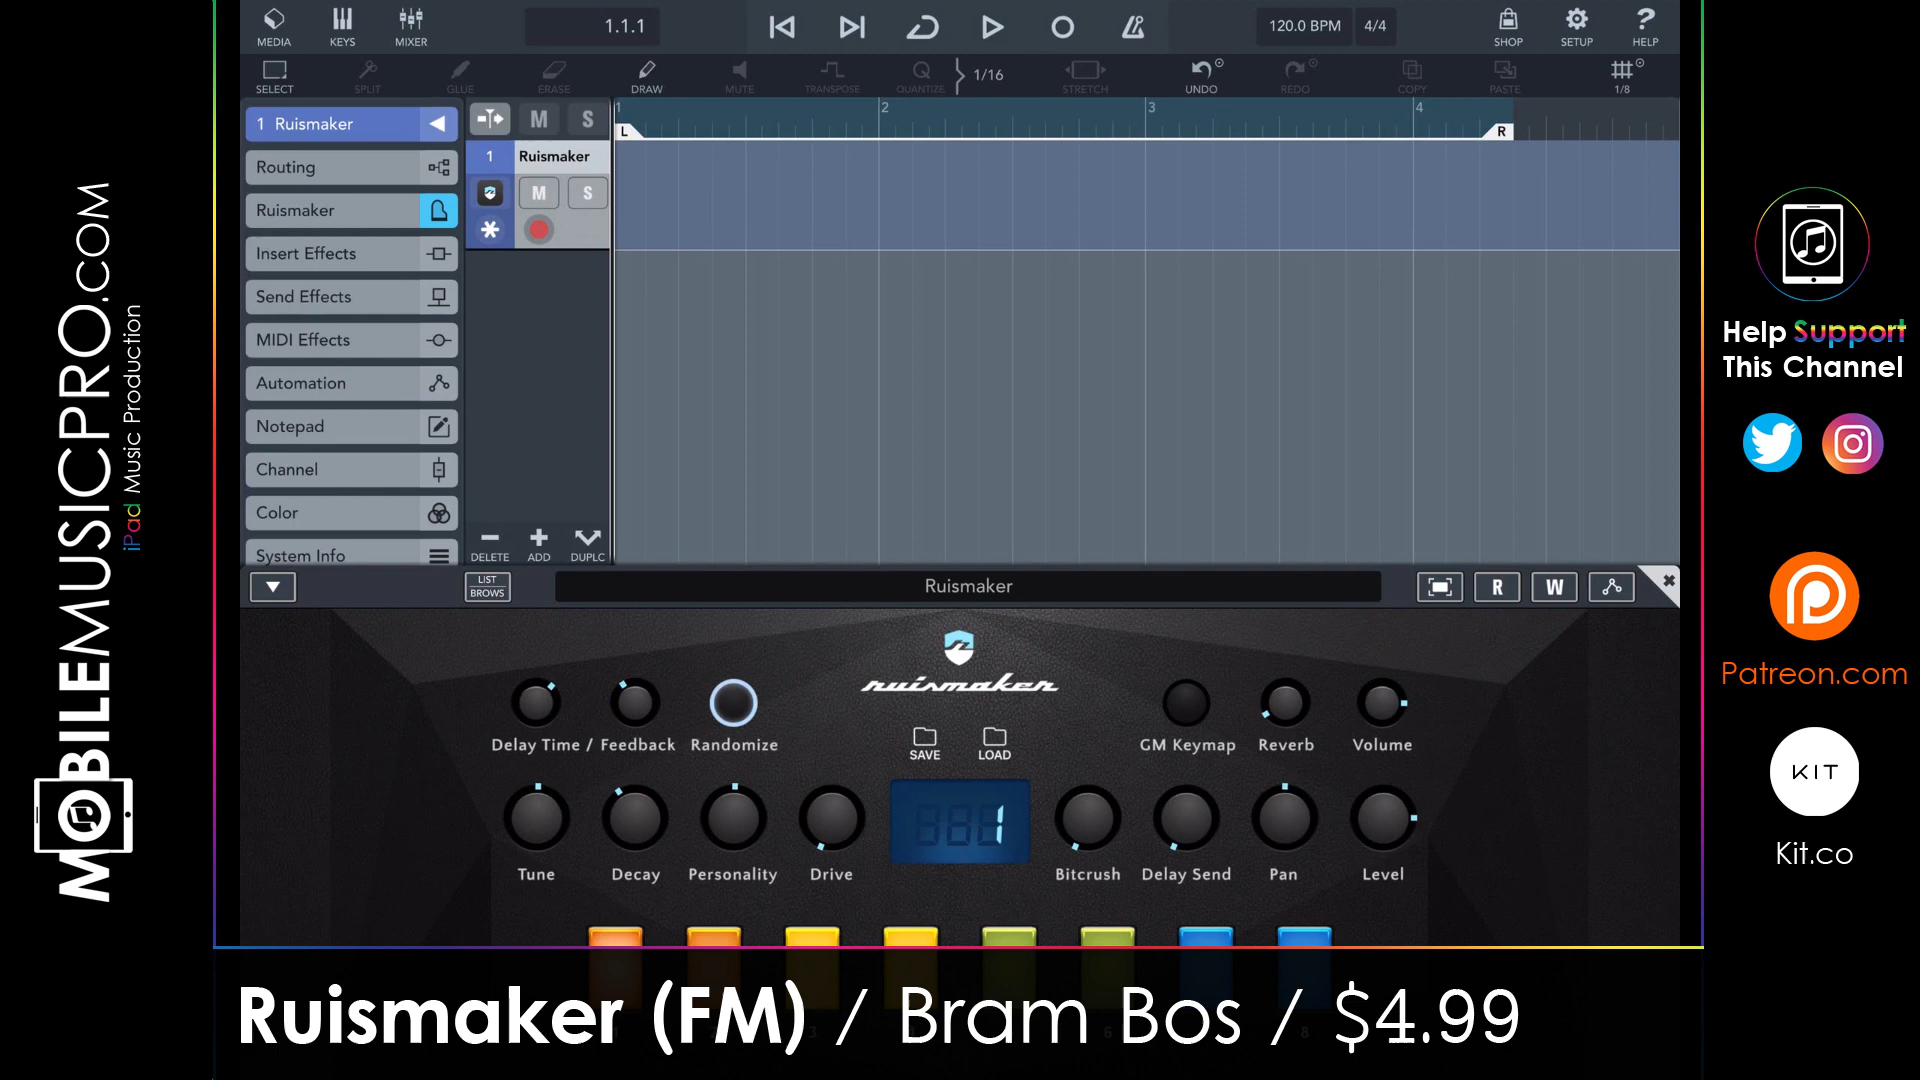 MEDIA
KEYS
MIXER
1.1.1
120.0 BPM
4/4
SHOP
SETUP
HELP
SELECT
SPLIT
GLUE
ERASE
DRAW
MUTE
TRANSPOSE
QUANTIZE
1/16
STRETCH
UNDO
REDO
COPY
PASTE
1/8
1 Ruismaker
Routing
Ruismaker
Insert Effects
Send Effects
MIDI Effects
Automation
Notepad
Channel
Color
System Info
M
S
1
Ruismaker
M
S
DELETE
ADD
DUPLC
1
2
3
4
L
R
LIST
BROWS
Ruismaker
R
W
ruismaker
Delay Time / Feedback
Randomize
SAVE
LOAD
GM Keymap
Reverb
Volume
1
Tune
Decay
Personality
Drive
Bitcrush
Delay Send
Pan
Level
Ruismaker (FM) / Bram Bos / $4.99
MOBILEMUSICPRO.COM
iPad Music Production
Help Support
This Channel
Patreon.com
KIT
Kit.co